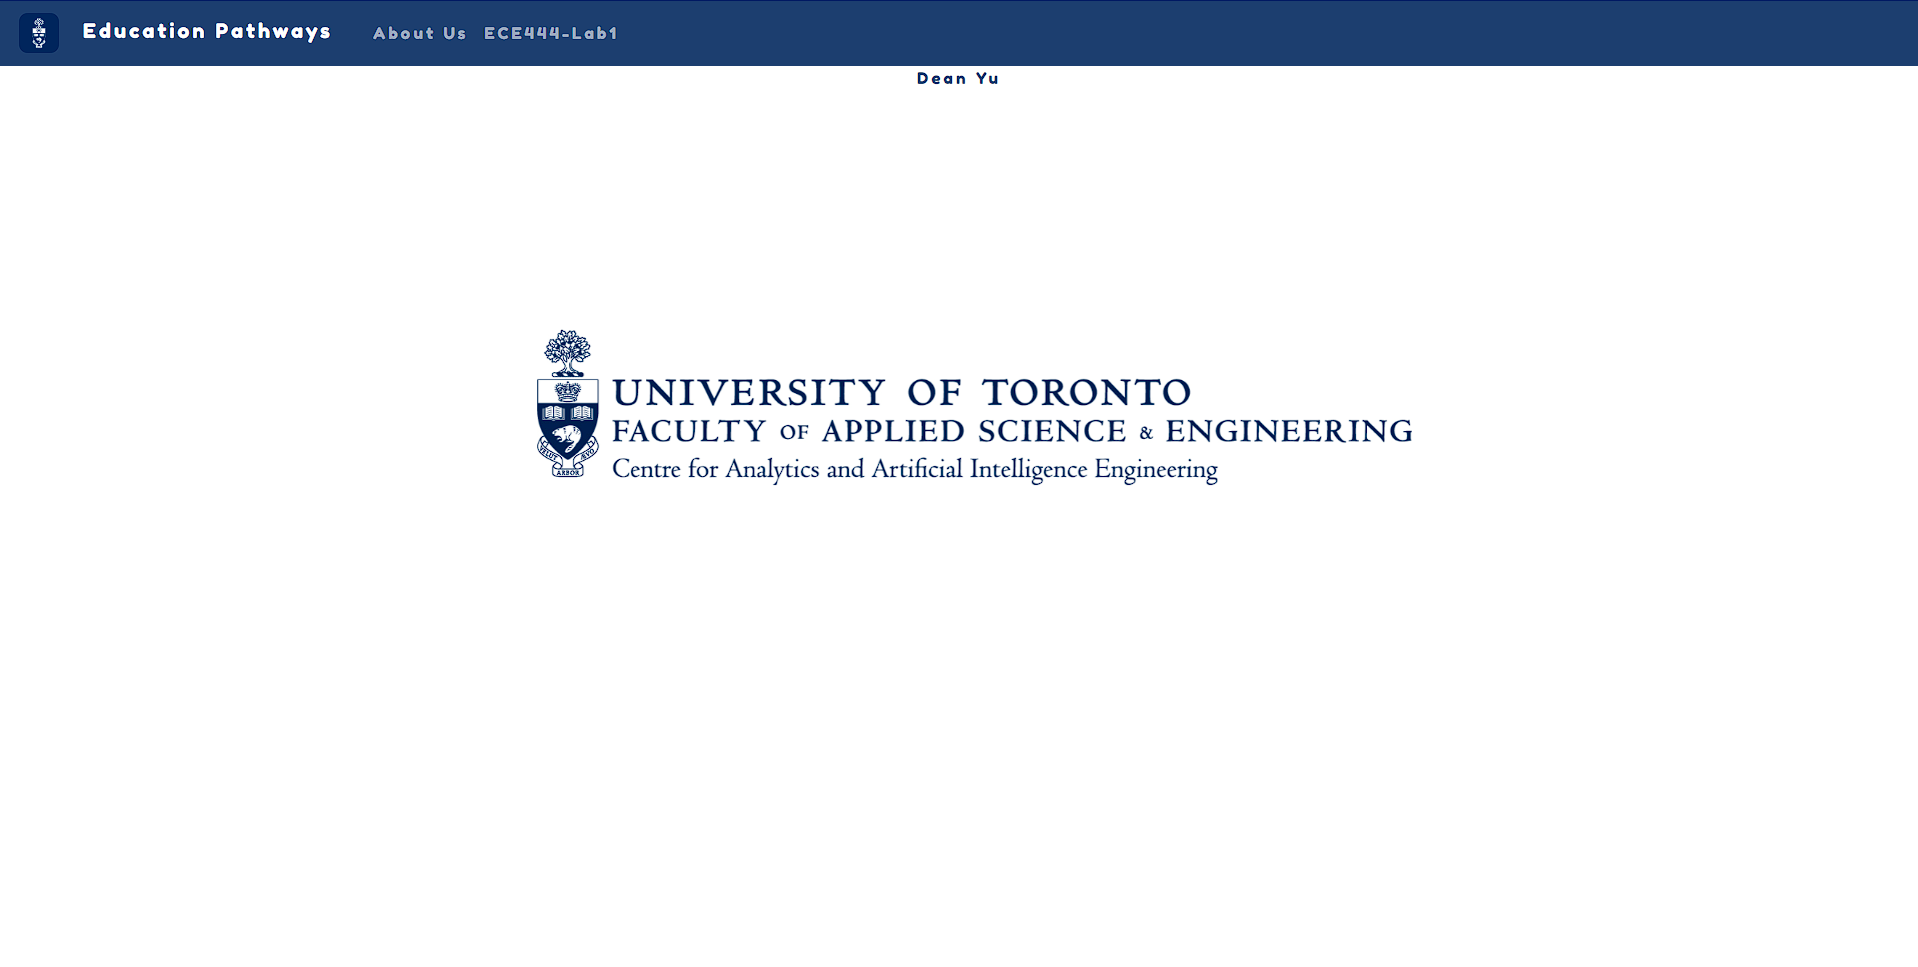 Education Pathways About Us ECE444-Lab1
Dean Yu
UNIVERSITY OF TORONTO
FACULTY OF APPLIED SCIENCE & ENGINEERING
Centre for Analytics and Artificial Intelligence Engineering
VELUT ÆVO
ARBOR